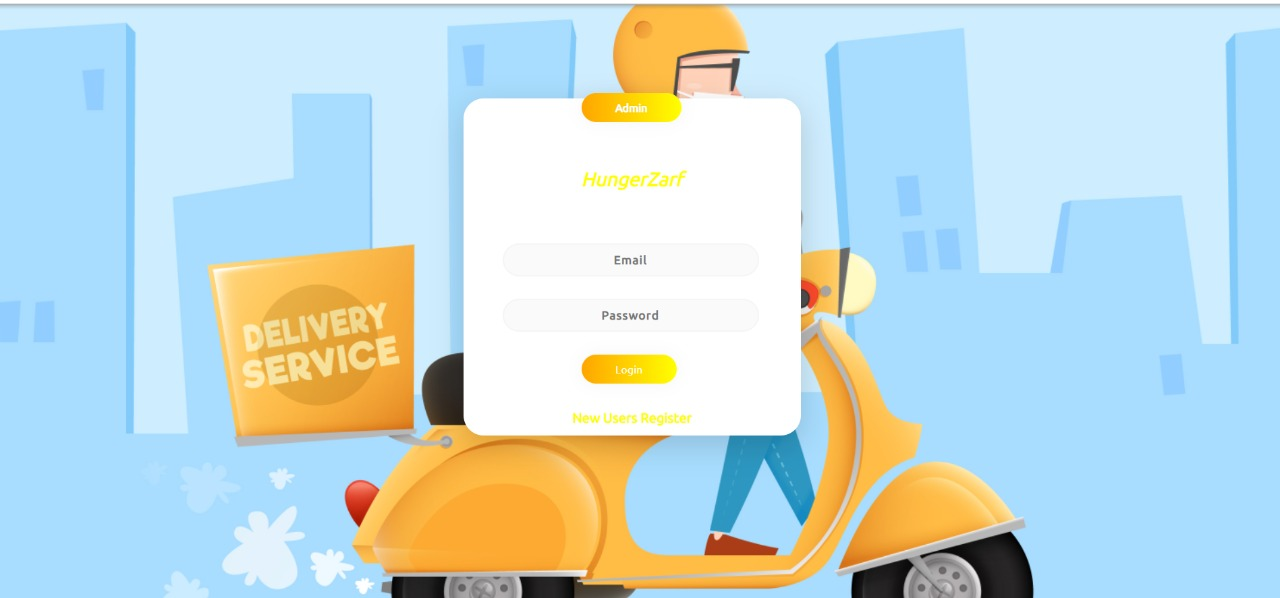 Admin
HungerZarf
Email
Password
Login
New Users Register
DELIVERY
SERVICE